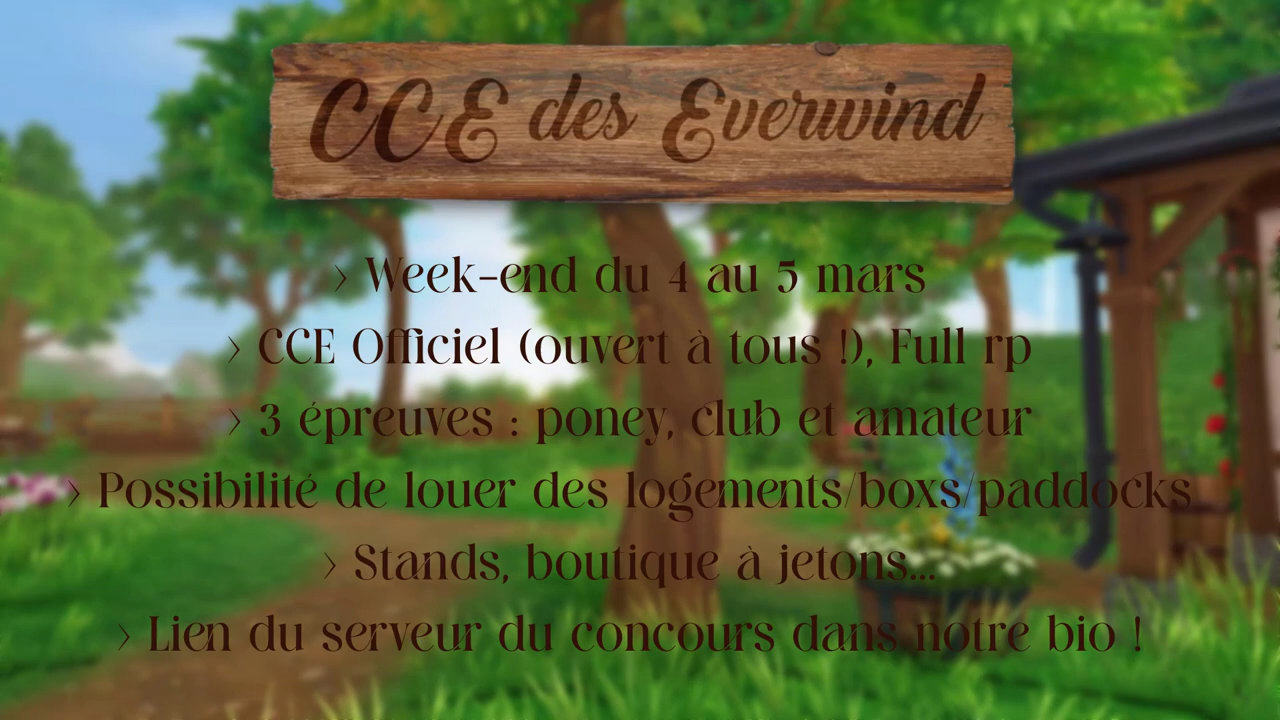 CCE des Everwind
› Week-end du 4 au 5 mars
› CCE Officiel (ouvert à tous !), Full rp
› 3 épreuves : poney, club et amateur
› Possibilité de louer des logements/boxs/paddocks
› Stands, boutique à jetons...
› Lien du serveur du concours dans notre bio !